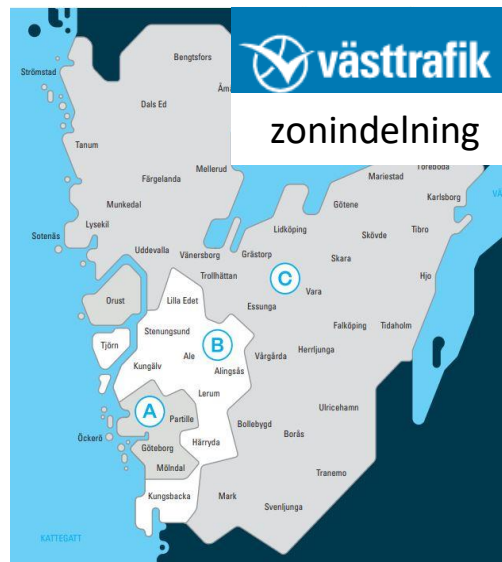 västtrafik
zonindelning
Bengtsfors
Strömstad
Dals Ed
Tanum
Mellerud
Färgelanda
Mariestad
Töreboda
Karlsborg
Munkedal
Götene
Lysekil
Sotenäs
Lidköping
Skövde
Tibro
Uddevalla
Vänersborg
Grästorp
Skara
Trollhättan
C
Hjo
Orust
Lilla Edet
Essunga
Vara
Stenungsund
B
Falköping
Tidaholm
Tjörn
Ale
Vårgårda
Herrljunga
Kungälv
Alingsås
Lerum
A
Partille
Ulricehamn
Öckerö
Bollebygd
Borås
Göteborg
Härryda
Mölndal
Tranemo
Kungsbacka
Mark
Svenljunga
KATTEGATT